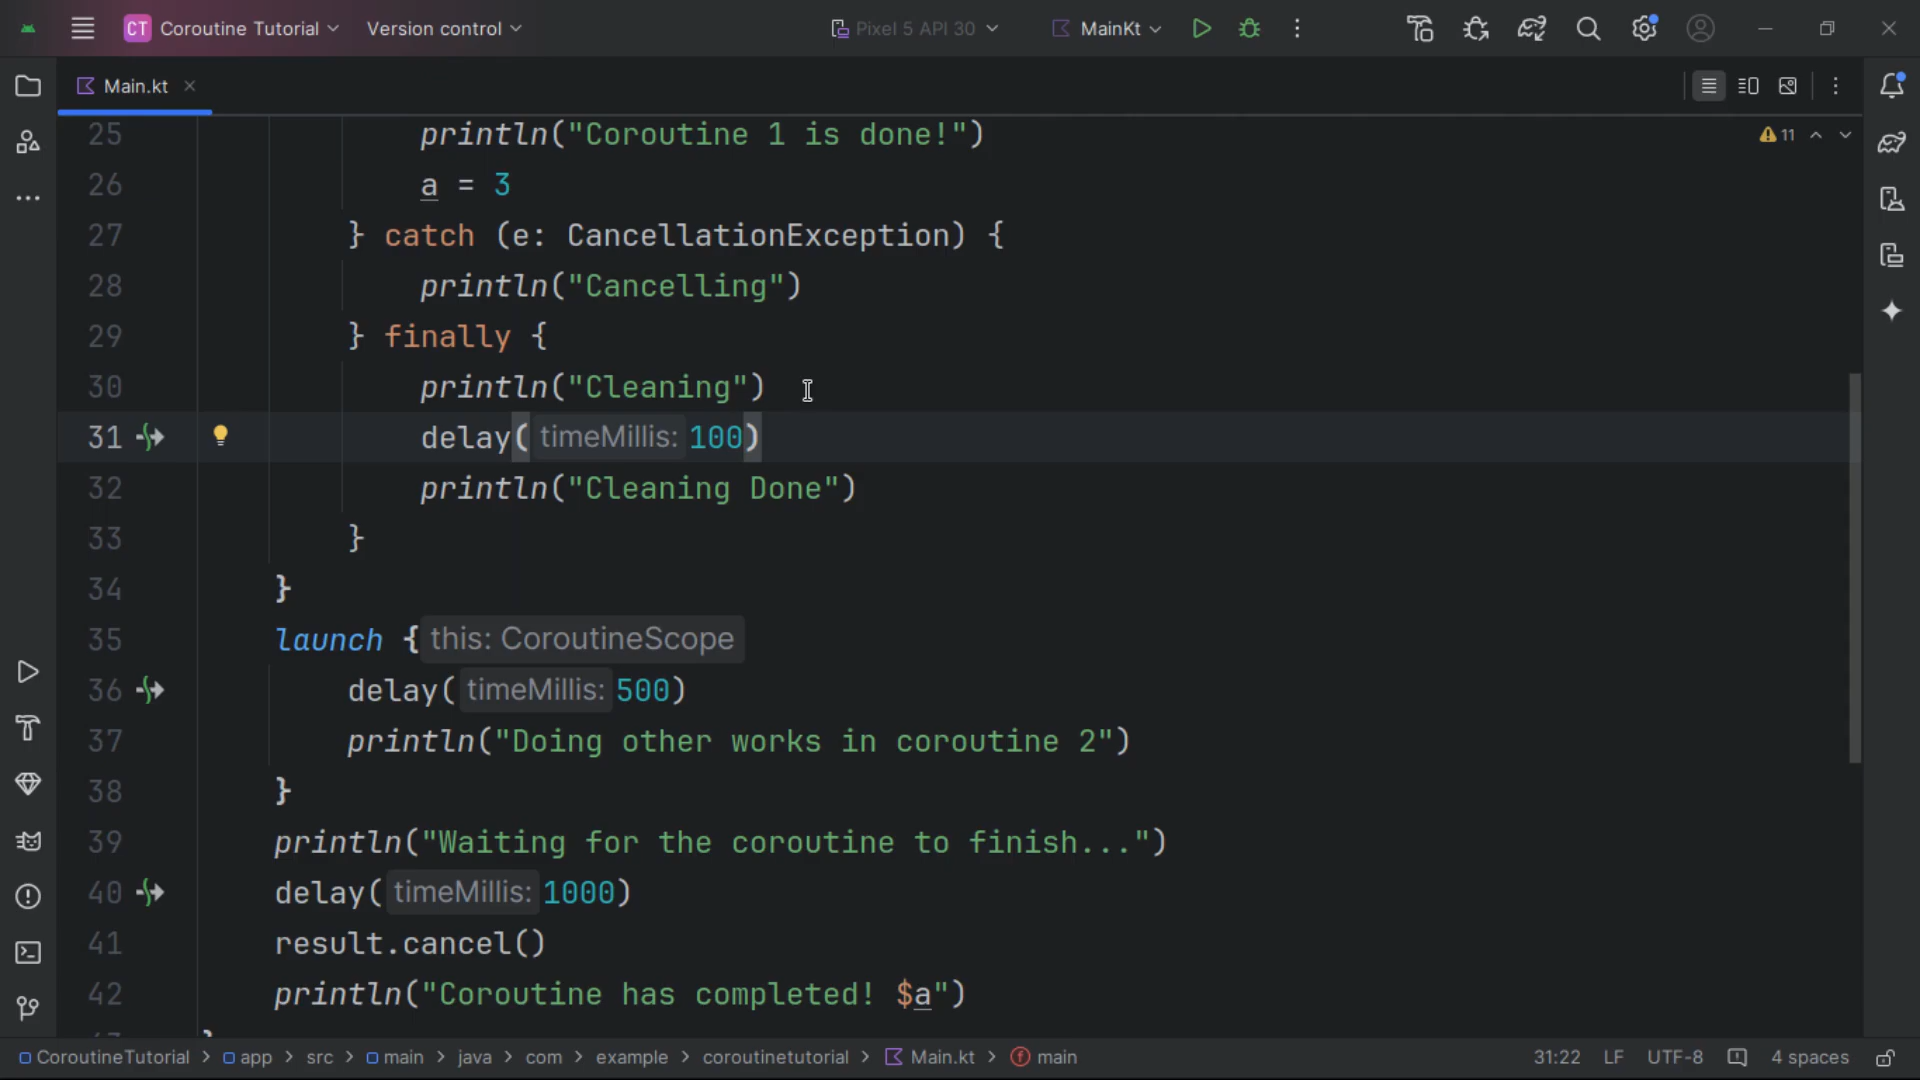 CT Coroutine Tutorial Version control Pixel 5 API 30 MainKt
Main.kt
25 println("Coroutine 1 is done!") 11
26 a = 3
27 } catch (e: CancellationException) {
28 println("Cancelling")
29 } finally {
30 println("Cleaning")
31 delay( timeMillis: 100)
32 println("Cleaning Done")
33 }
34 }
35 launch { this: CoroutineScope
36 delay( timeMillis: 500)
37 println("Doing other works in coroutine 2")
38 }
39 println("Waiting for the coroutine to finish...")
40 delay( timeMillis: 1000)
41 result.cancel()
42 println("Coroutine has completed! $a")
CoroutineTutorial > app > src > main > java > com > example > coroutinetutorial > Main.kt > main 31:22 LF UTF-8 4 spaces